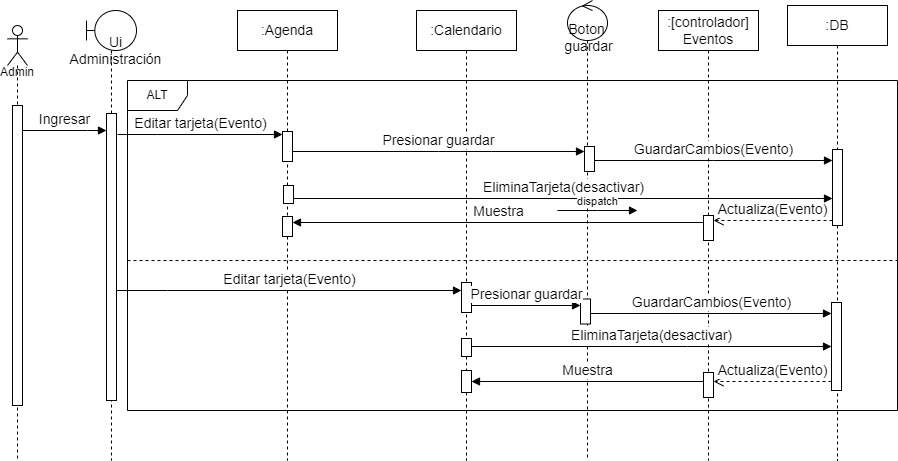 Admin
Ui
Administración
:Agenda
:Calendario
Boton
guardar
:[controlador]
Eventos
:DB
ALT
Ingresar
Editar tarjeta(Evento)
Presionar guardar
GuardarCambios(Evento)
EliminaTarjeta(desactivar)
dispatch
Muestra
Actualiza(Evento)
Editar tarjeta(Evento)
Presionar guardar
GuardarCambios(Evento)
EliminaTarjeta(desactivar)
Muestra
Actualiza(Evento)